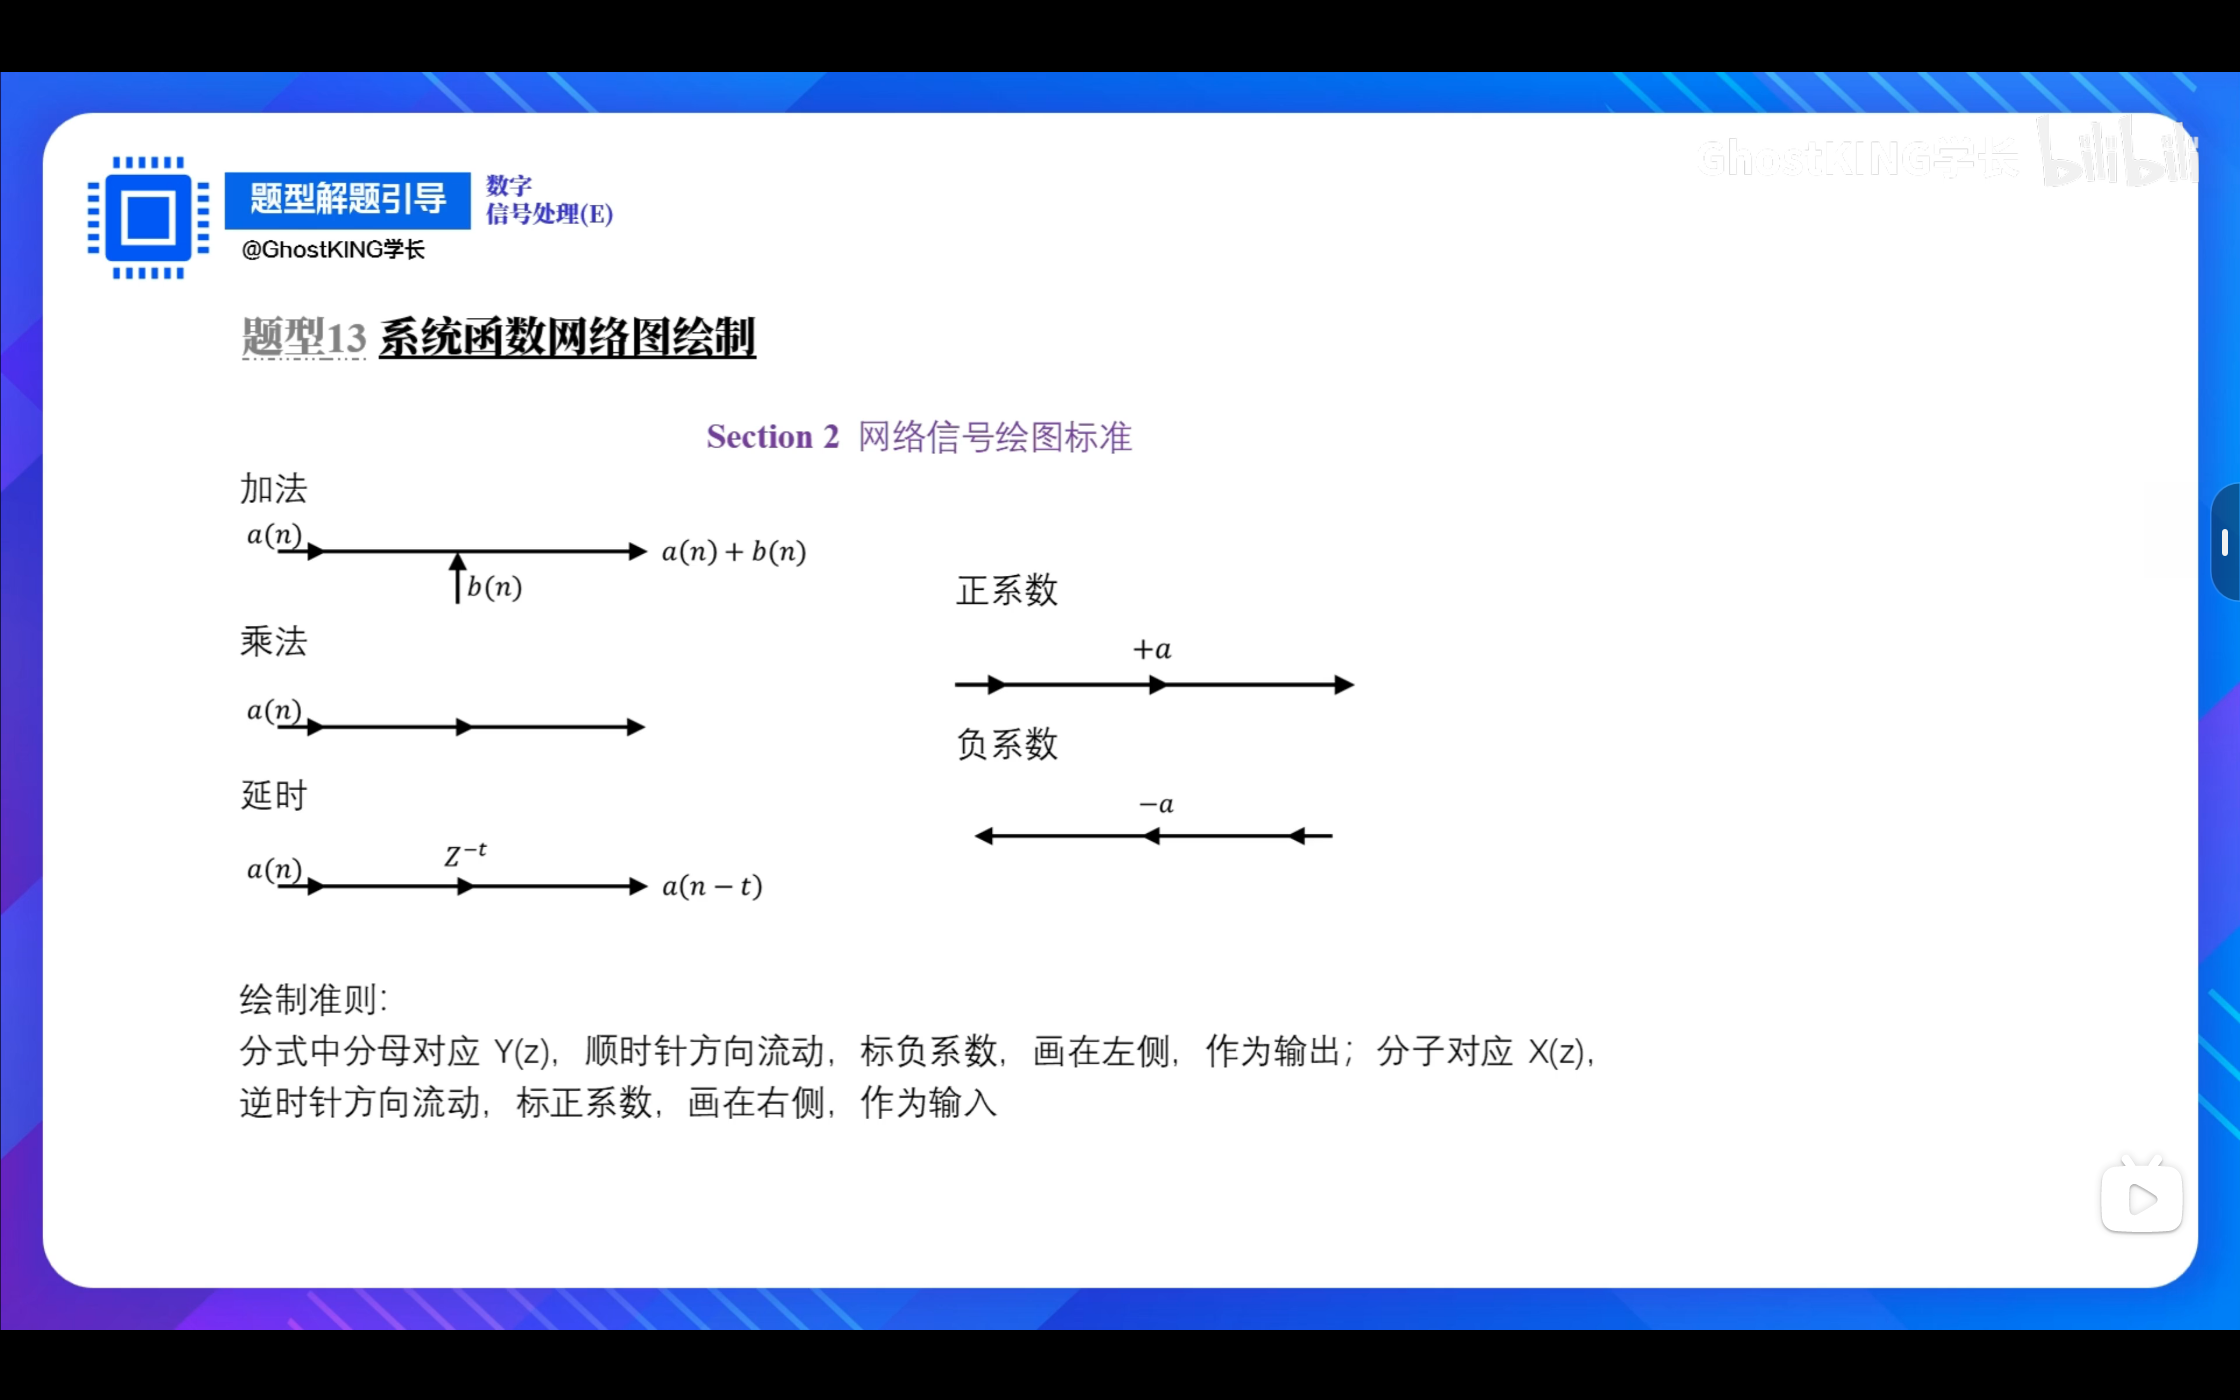 GhostKING学长 bilibili
题型解题引导
数字
信号处理(E)
@GhostKING学长
题型13 系统函数网络图绘制
Section 2 网络信号绘图标准
加法
a(n)
a(n) + b(n)
b(n)
乘法
a(n)
延时
Z⁻ᵗ
a(n)
a(n − t)
正系数
+a
负系数
−a
绘制准则：
分式中分母对应 Y(z)，顺时针方向流动，标负系数，画在左侧，作为输出；分子对应 X(z)，
逆时针方向流动，标正系数，画在右侧，作为输入